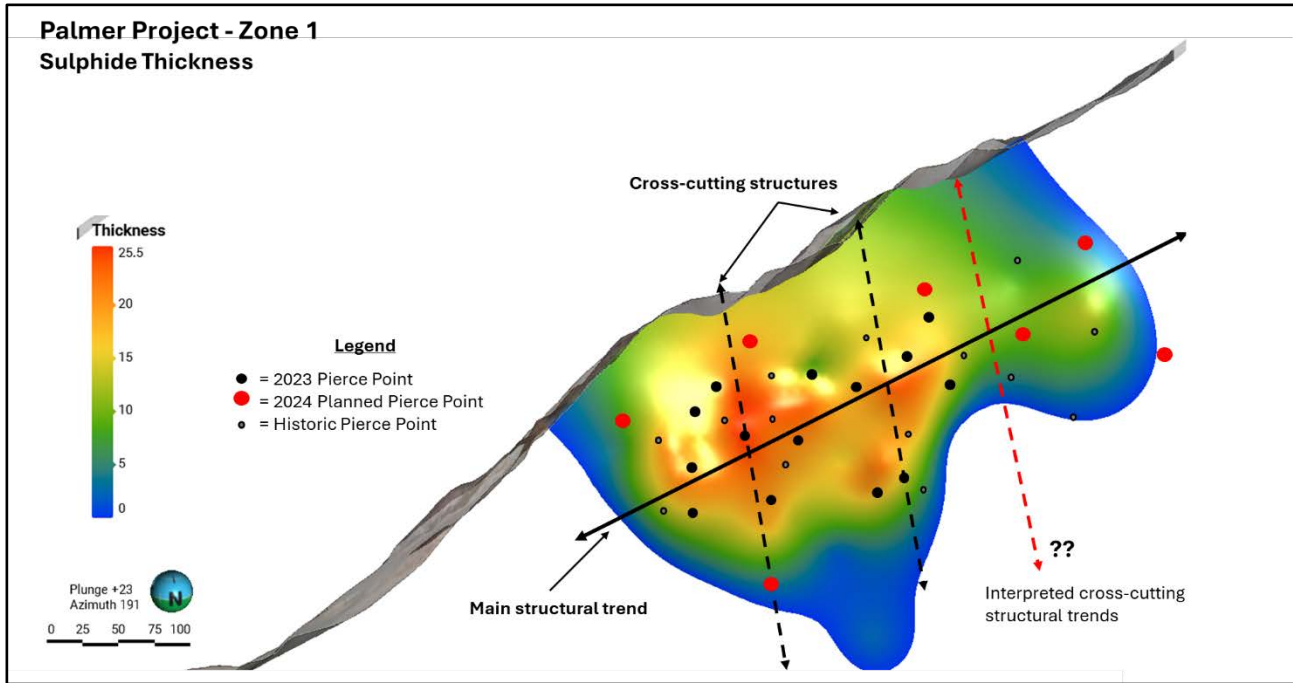 Palmer Project - Zone 1
Sulphide Thickness
Cross-cutting structures
Thickness
25.5
20
15
10
5
0
Legend
= 2023 Pierce Point
= 2024 Planned Pierce Point
= Historic Pierce Point
Main structural trend
??
Interpreted cross-cutting
structural trends
Plunge +23
Azimuth 191
N
0 25 50 75 100